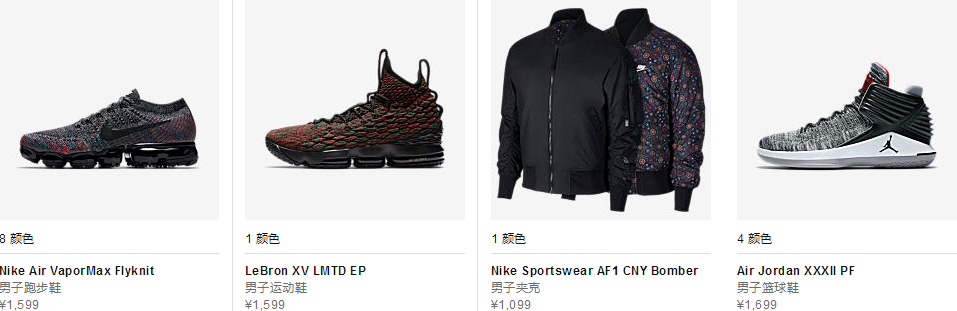 8 颜色
Nike Air VaporMax Flyknit
男子跑步鞋
¥1,599
1 颜色
LeBron XV LMTD EP
男子运动鞋
¥1,599
1 颜色
Nike Sportswear AF1 CNY Bomber
男子夹克
¥1,099
4 颜色
Air Jordan XXXII PF
男子篮球鞋
¥1,699